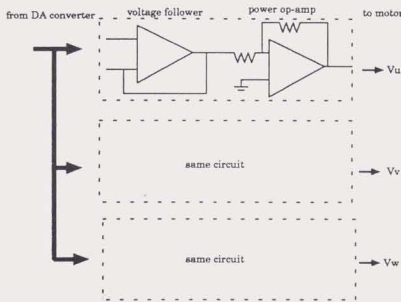 from DA converter
voltage follower
power op-amp
to motor
Vu
same circuit
Vv
same circuit
Vw